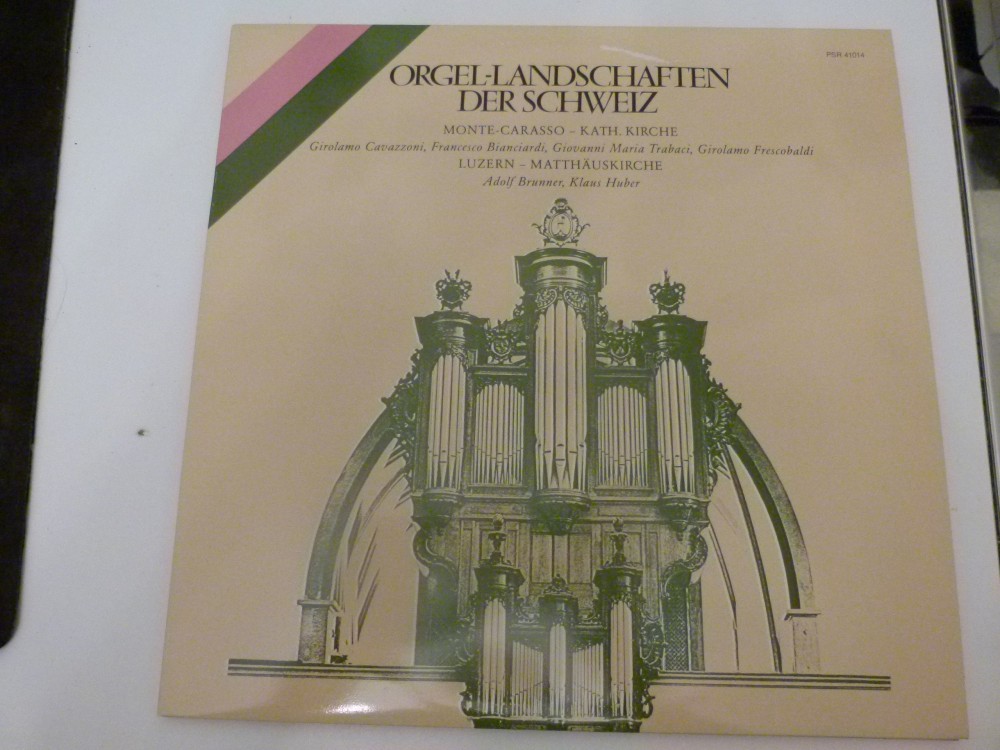 PSR 41014
ORGEL-LANDSCHAFTEN
DER SCHWEIZ
MONTE-CARASSO – KATH. KIRCHE
Girolamo Cavazzoni, Francesco Bianciardi, Giovanni Maria Trabaci, Girolamo Frescobaldi
LUZERN – MATTHÄUSKIRCHE
Adolf Brunner, Klaus Huber